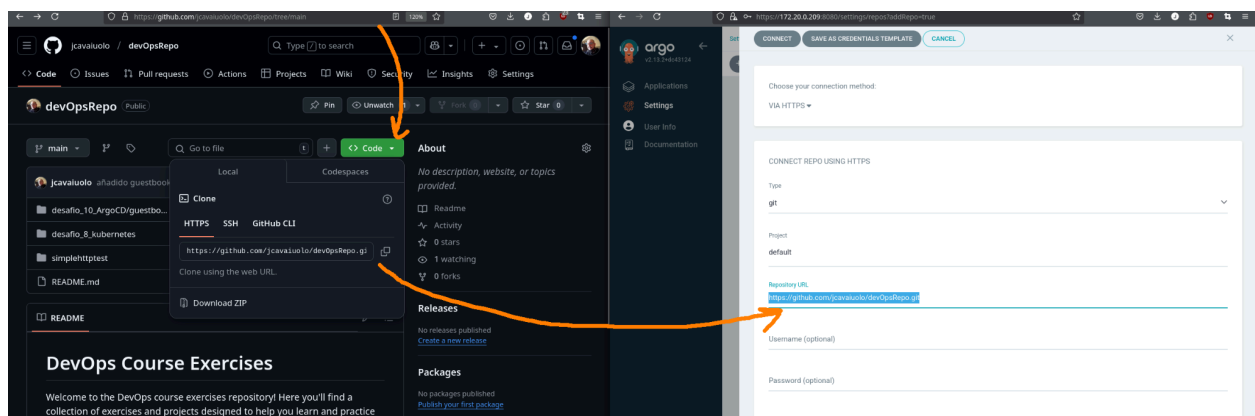 https://github.com/jcavaiuolo/devOpsRepo/tree/main
120%
jcavaiuolo / devOpsRepo
Type / to search
Code Issues Pull requests Actions Projects Wiki Security Insights Settings
devOpsRepo Public
Pin Unwatch 1 Fork Star 0
main
Go to file
t
Code
Local Codespaces
jcavaiuolo añadido guestbook
Clone
HTTPS SSH GitHub CLI
desafio_10_ArgoCD/guestbo...
desafio_8_kubernetes
https://github.com/jcavaiuolo/devOpsRepo.gi
simplehttptest
Clone using the web URL.
README.md
Download ZIP
README
DevOps Course Exercises
Welcome to the DevOps course exercises repository! Here you'll find a
collection of exercises and projects designed to help you learn and practice
About
No description, website, or topics
provided.
Readme
Activity
0 stars
1 watching
0 forks
Releases
No releases published
Create a new release
Packages
No packages published
Publish your first package
https://172.20.0.209:8080/settings/repos?addRepo=true
argo
Applications
Settings
User Info
Documentation
Set
CONNECT SAVE AS CREDENTIALS TEMPLATE CANCEL
Choose your connection method:
VIA HTTPS
CONNECT REPO USING HTTPS
Type
git
Project
default
Repository URL
https://github.com/jcavaiuolo/devOpsRepo.git
Username (optional)
Password (optional)